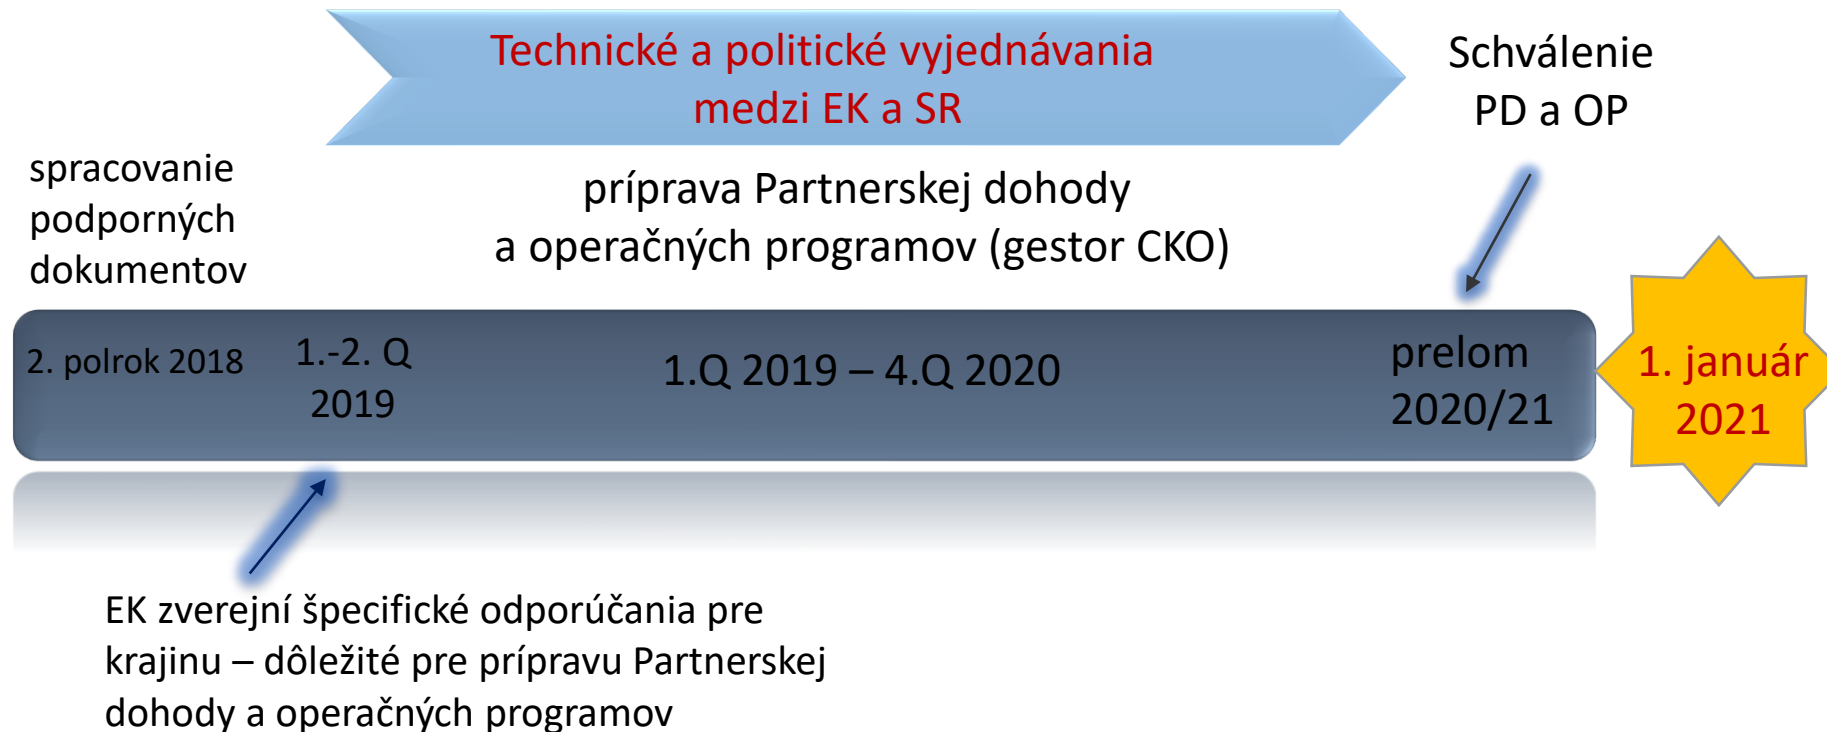 Technické a politické vyjednávania
medzi EK a SR
Schválenie
PD a OP
spracovanie
podporných
dokumentov
príprava Partnerskej dohody
a operačných programov (gestor CKO)
2. polrok 2018
1.-2. Q
2019
1.Q 2019 – 4.Q 2020
prelom
2020/21
1. január
2021
EK zverejní špecifické odporúčania pre
krajinu – dôležité pre prípravu Partnerskej
dohody a operačných programov